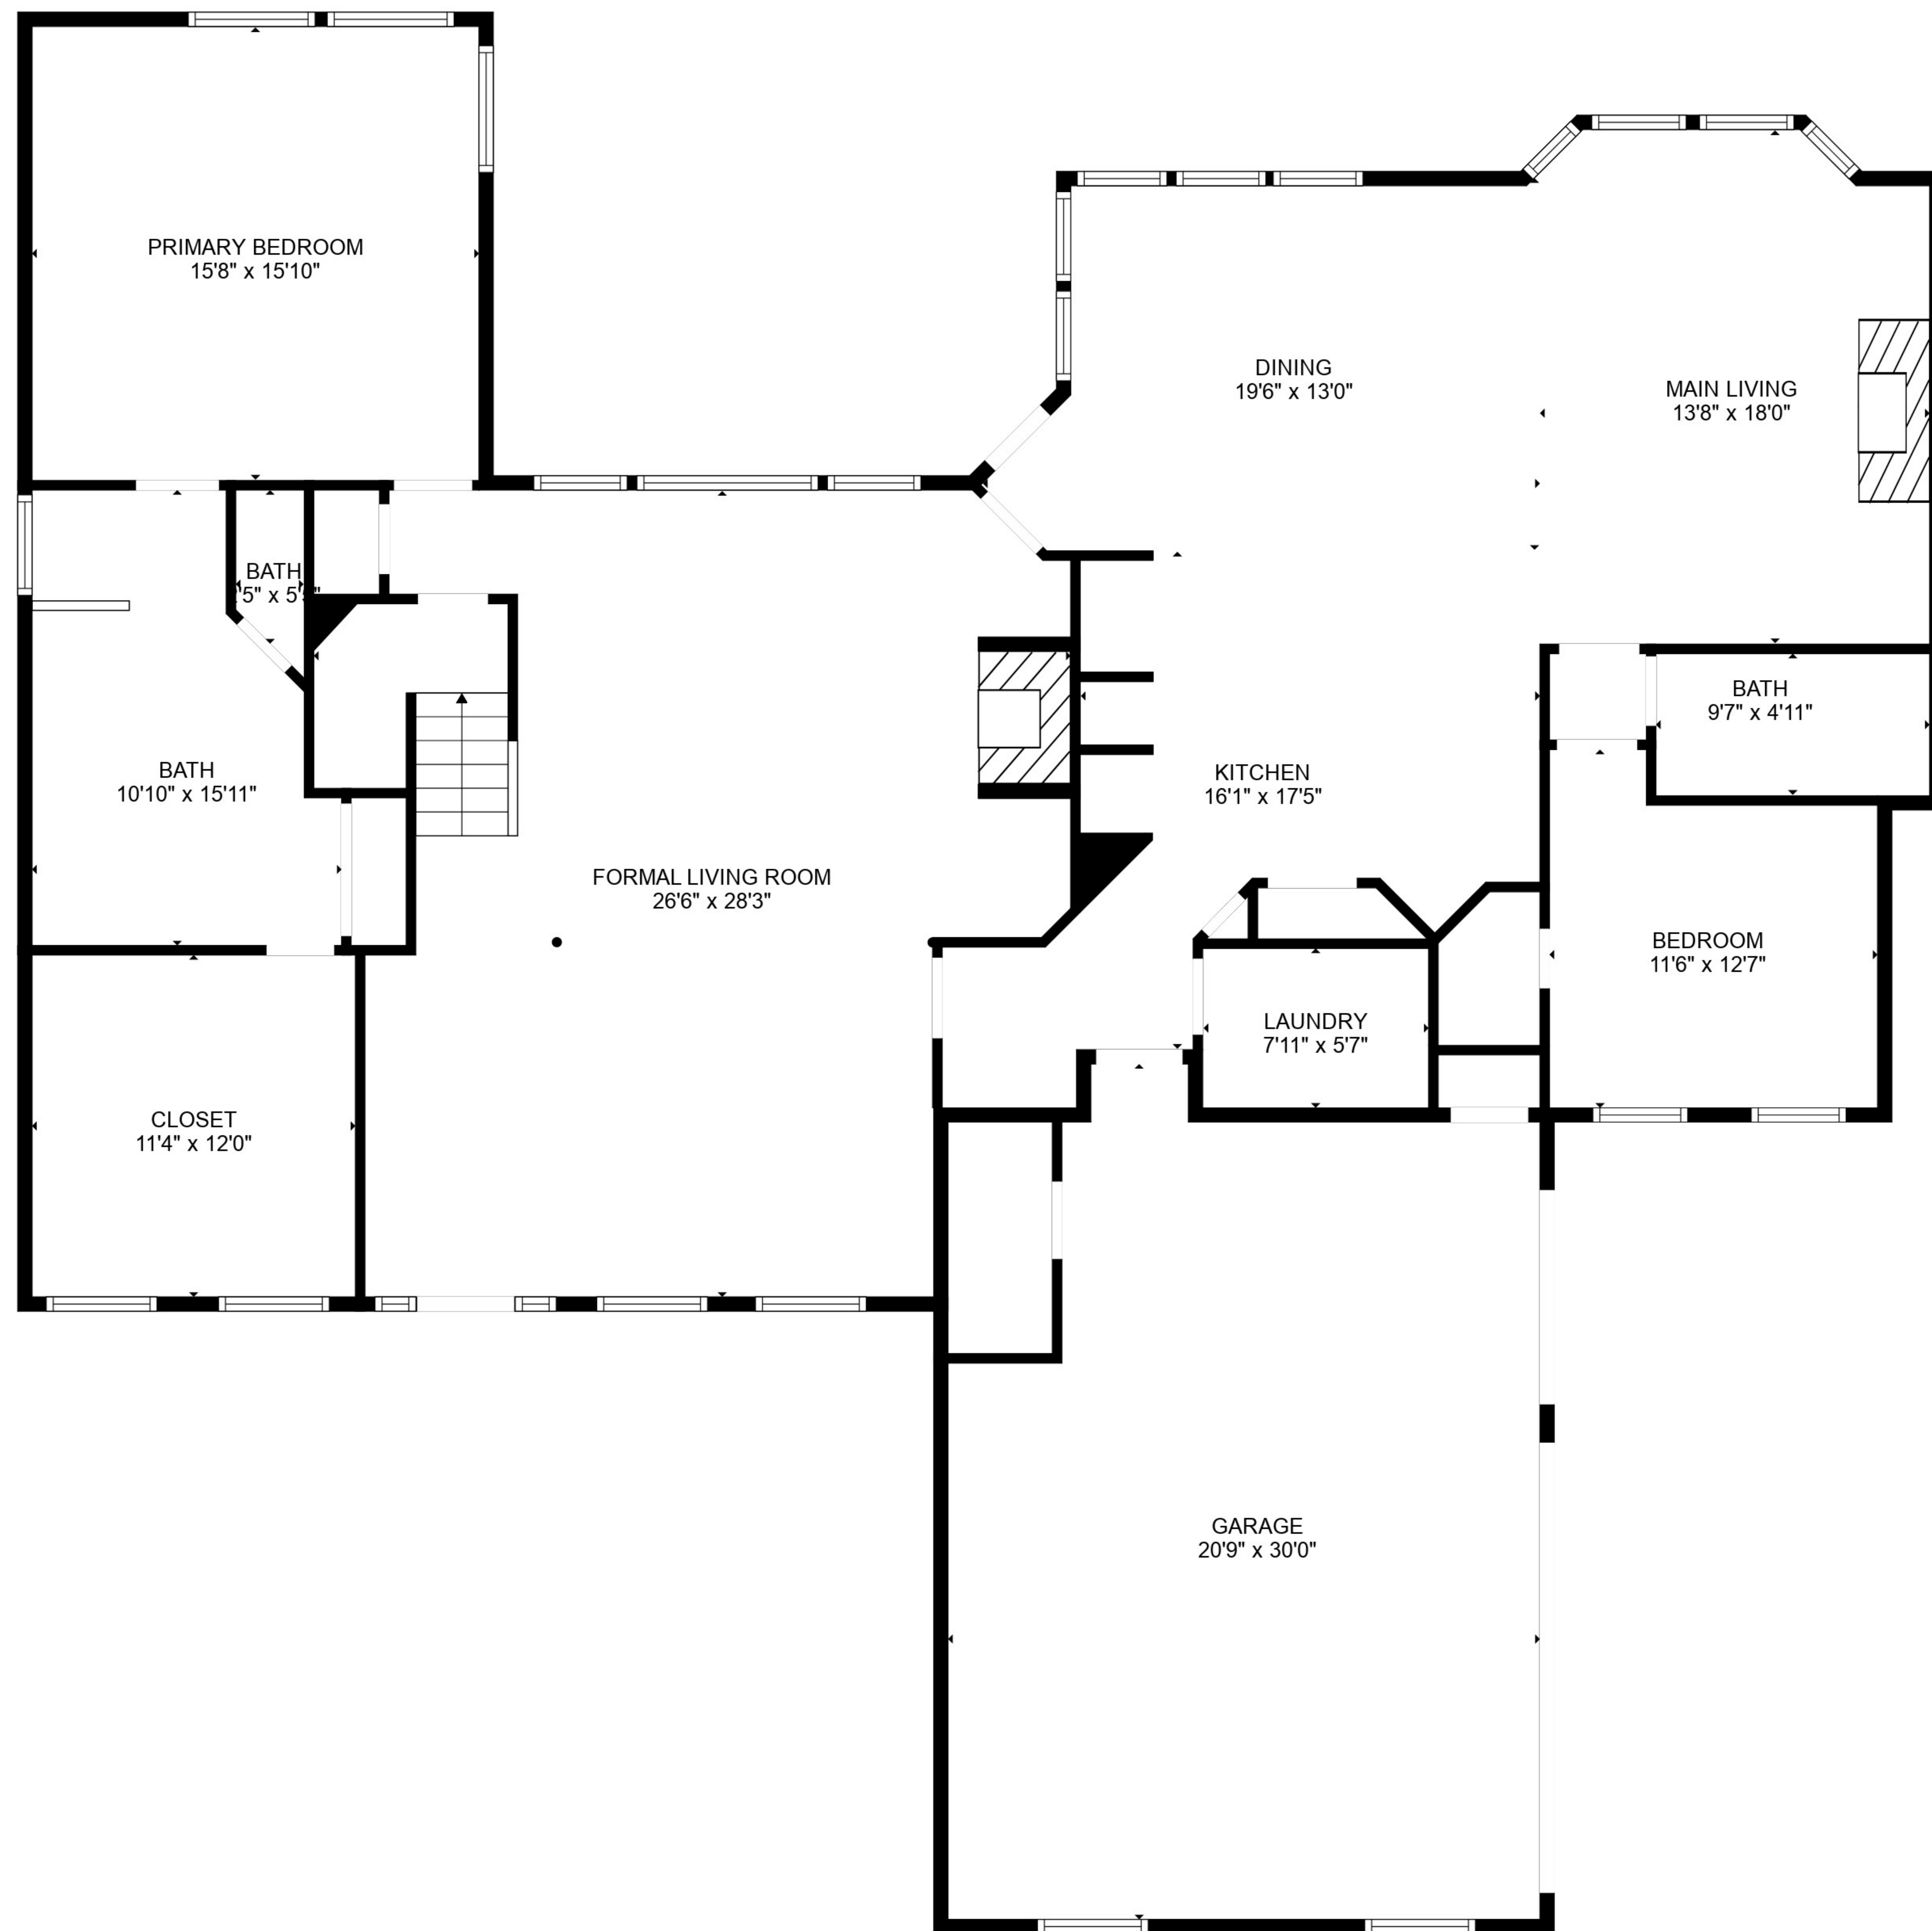 PRIMARY BEDROOM
15'8" x 15'10"
DINING
19'6" x 13'0"
MAIN LIVING
13'8" x 18'0"
BATH
'5" x 5'
BATH
9'7" x 4'11"
BATH
10'10" x 15'11"
KITCHEN
16'1" x 17'5"
FORMAL LIVING ROOM
26'6" x 28'3"
BEDROOM
11'6" x 12'7"
LAUNDRY
7'11" x 5'7"
CLOSET
11'4" x 12'0"
GARAGE
20'9" x 30'0"